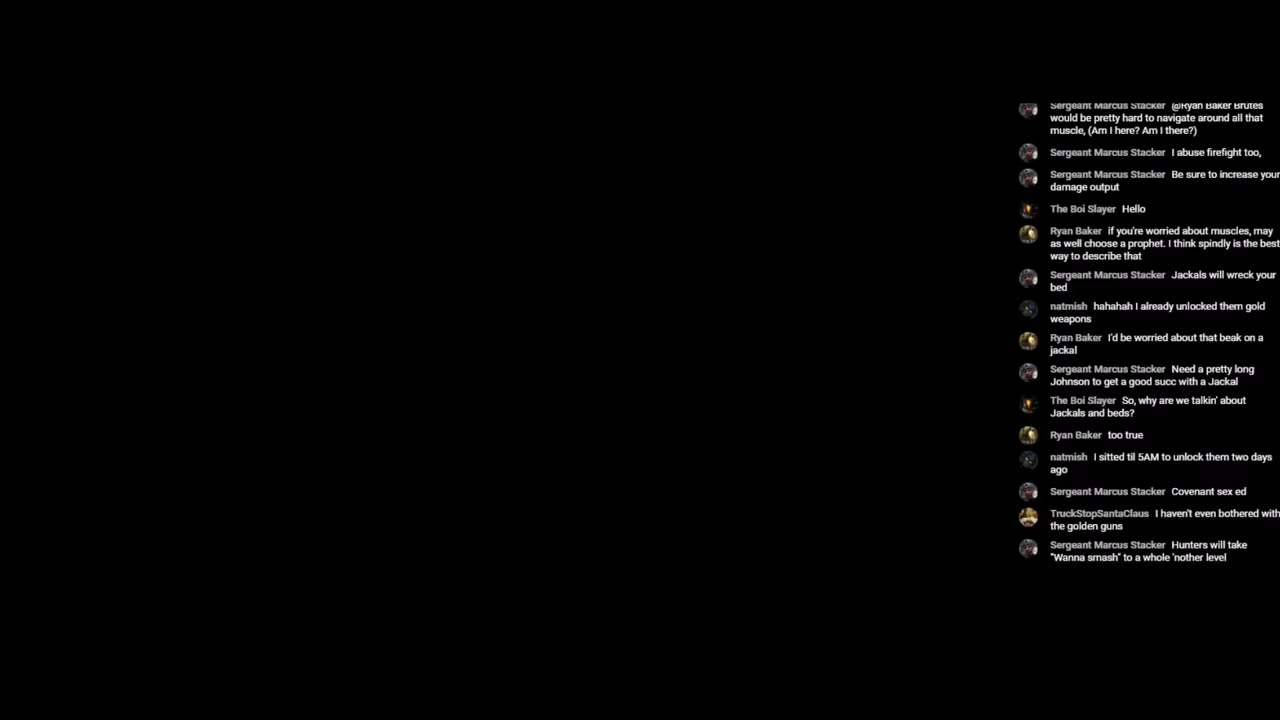 Sergeant Marcus Stacker @Ryan Baker Brutes
would be pretty hard to navigate around all that
muscle, (Am I here? Am I there?)
Sergeant Marcus Stacker I abuse firefight too,
Sergeant Marcus Stacker Be sure to increase your
damage output
The Boi Slayer Hello
Ryan Baker if you're worried about muscles, may
as well choose a prophet. I think spindly is the best
way to describe that
Sergeant Marcus Stacker Jackals will wreck your
bed
natmish hahahah I already unlocked them gold
weapons
Ryan Baker I'd be worried about that beak on a
jackal
Sergeant Marcus Stacker Need a pretty long
Johnson to get a good succ with a Jackal
The Boi Slayer So, why are we talkin' about
Jackals and beds?
Ryan Baker too true
natmish I sitted til 5AM to unlock them two days
ago
Sergeant Marcus Stacker Covenant sex ed
TruckStopSantaClaus I haven't even bothered with
the golden guns
Sergeant Marcus Stacker Hunters will take
"Wanna smash" to a whole 'nother level